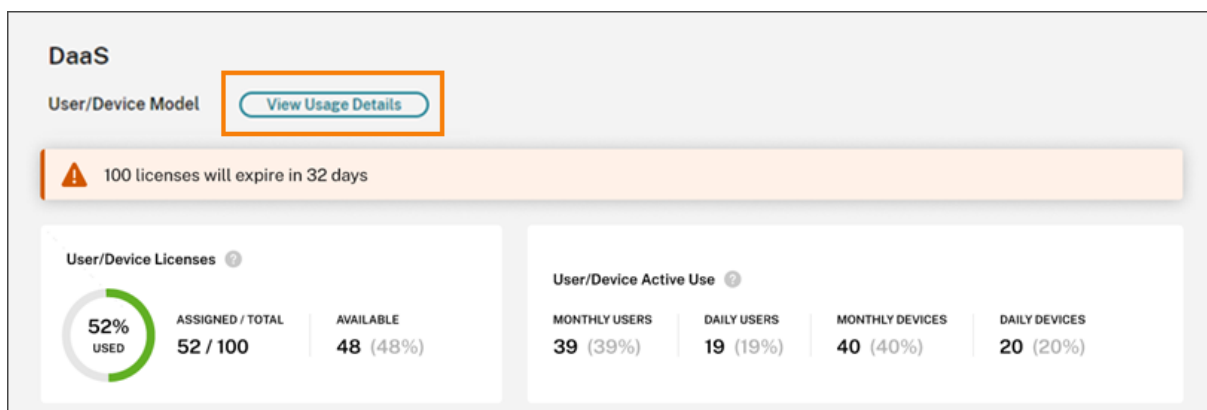 DaaS
User/Device Model
View Usage Details
100 licenses will expire in 32 days
User/Device Licenses ?
52%
USED
ASSIGNED / TOTAL
52 / 100
AVAILABLE
48 (48%)
User/Device Active Use ?
MONTHLY USERS
39 (39%)
DAILY USERS
19 (19%)
MONTHLY DEVICES
40 (40%)
DAILY DEVICES
20 (20%)